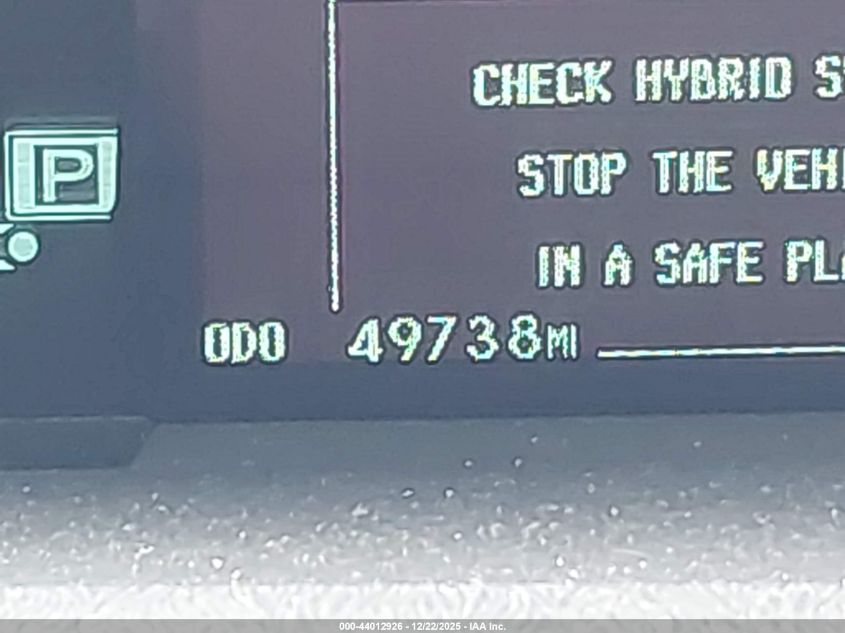 CHECK HYBRID
P
STOP THE
IN A SAFE
ODO 49738MI
000-44012926 - 12/22/2025 - IAA Inc.